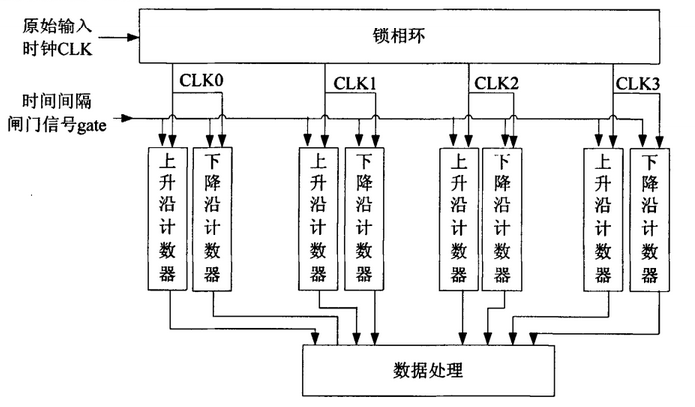 原始输入
时钟CLK
锁相环
CLK0
CLK1
CLK2
CLK3
时间间隔
闸门信号gate
上升沿计数器
下降沿计数器
上升沿计数器
下降沿计数器
上升沿计数器
下降沿计数器
上升沿计数器
下降沿计数器
数据处理